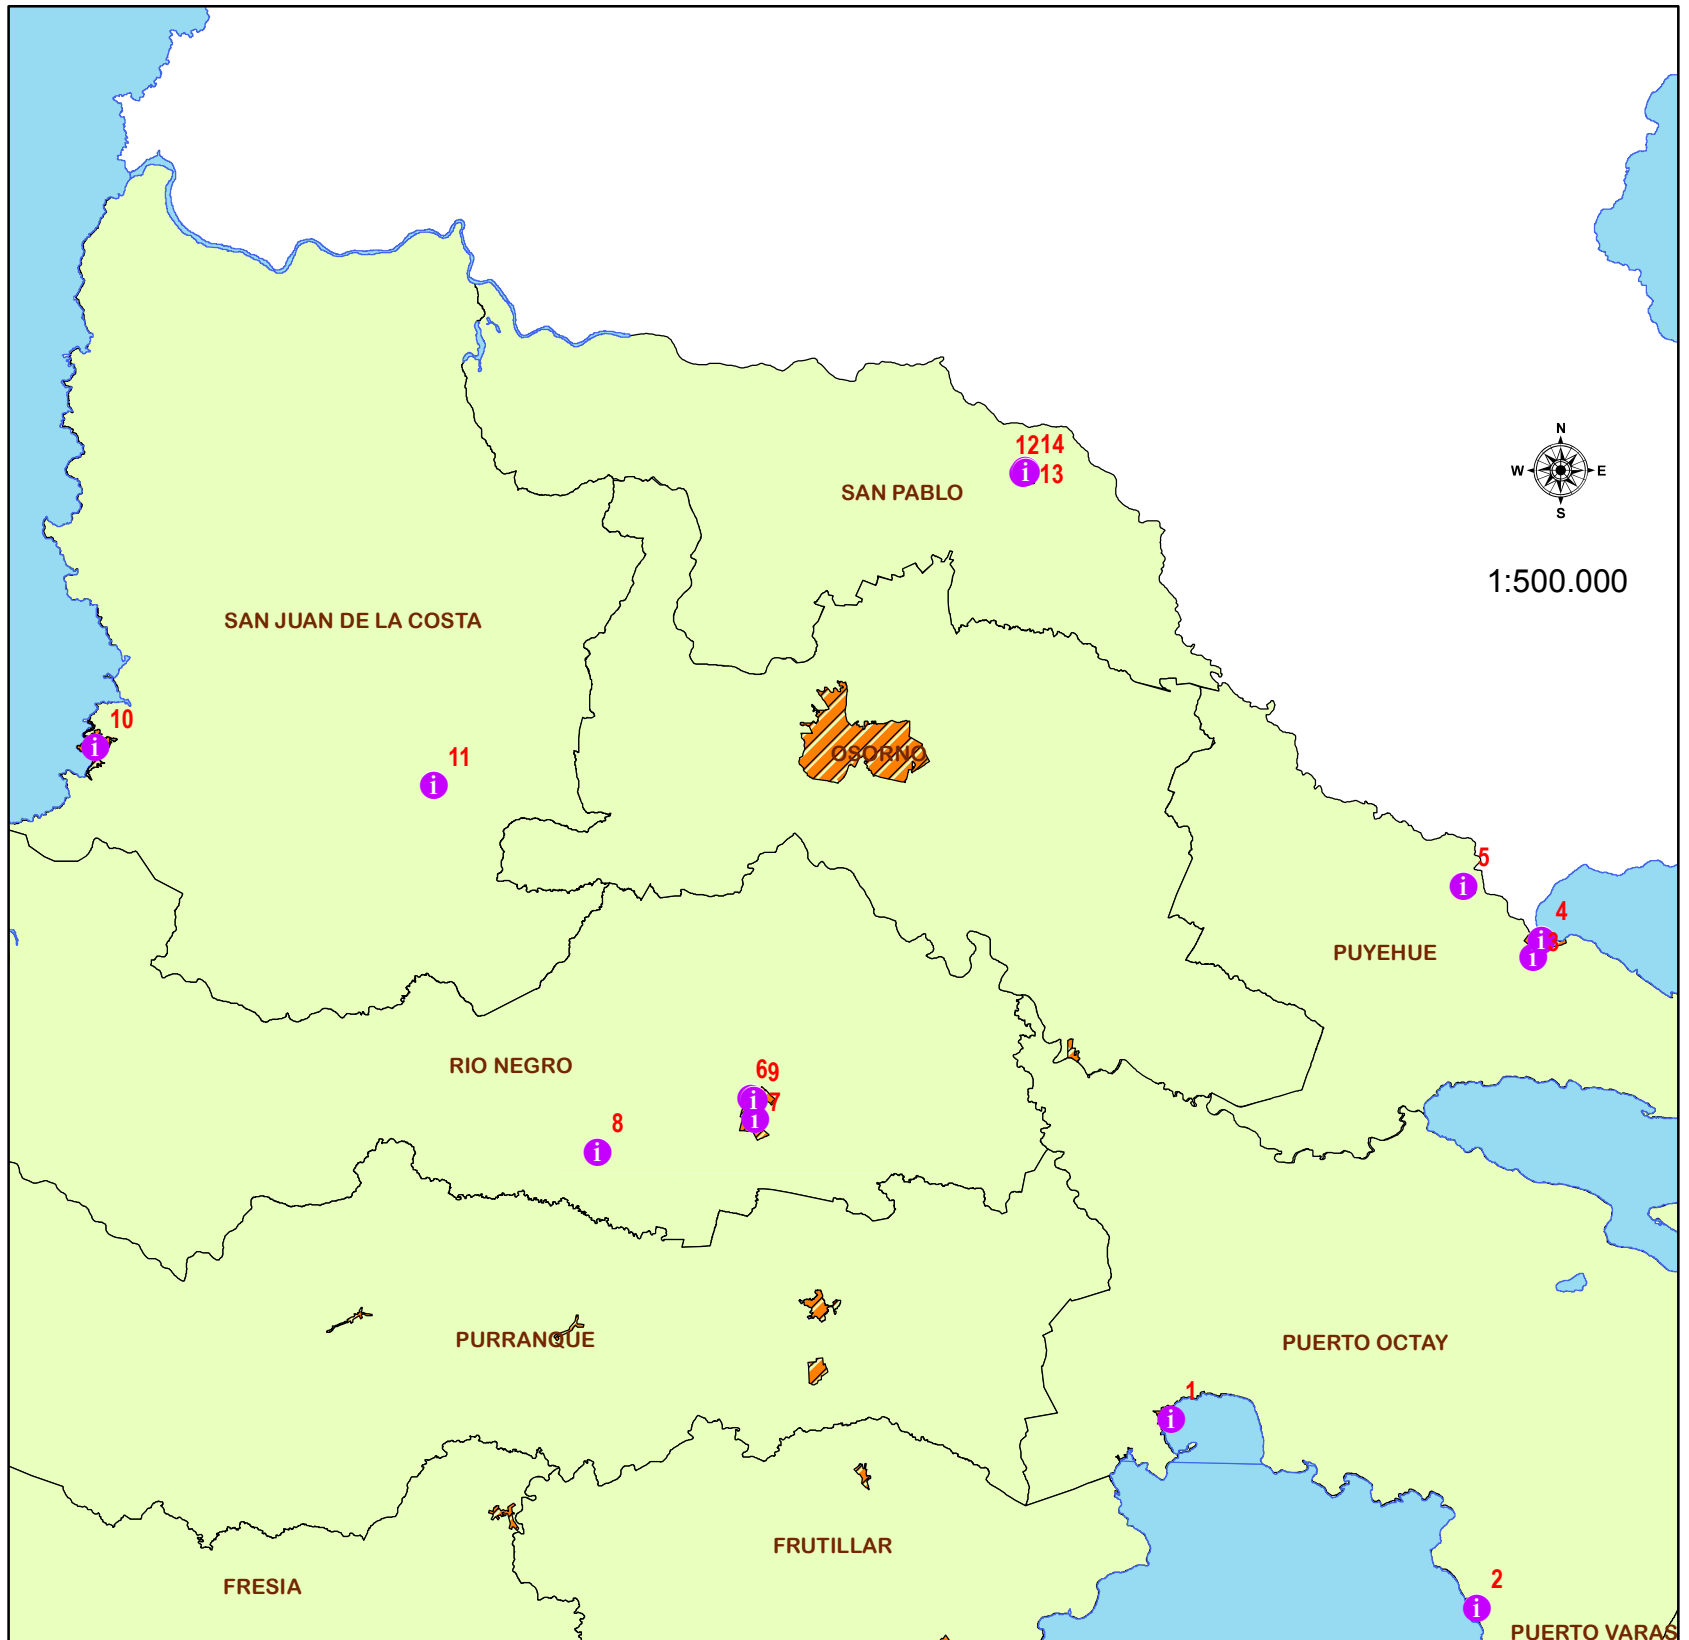 1214
13
SAN PABLO
N
W E
S
1:500.000
SAN JUAN DE LA COSTA
10
11
OSORNO
5
4
3
PUYEHUE
RIO NEGRO
69
7
8
PURRANQUE
PUERTO OCTAY
1
FRUTILLAR
FRESIA
2
PUERTO VARAS